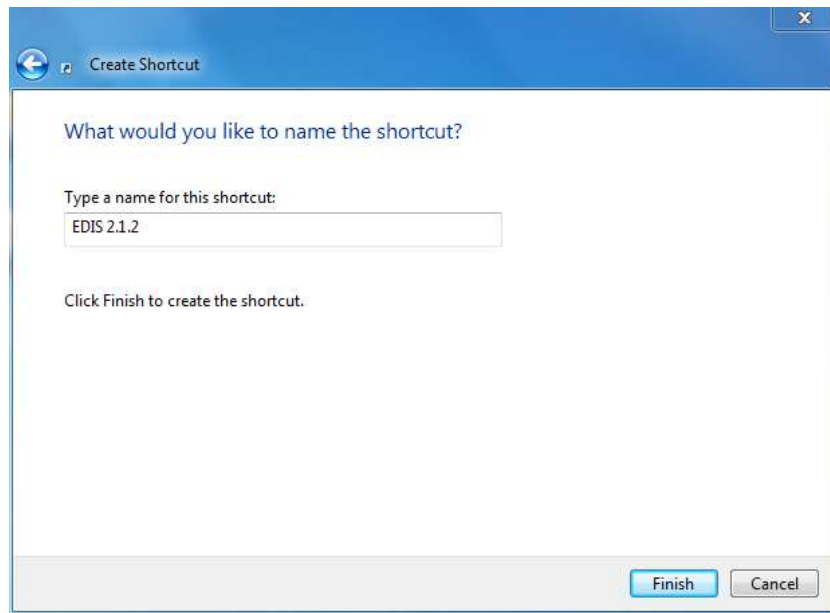 Create Shortcut
What would you like to name the shortcut?
Type a name for this shortcut:
EDIS 2.1.2
Click Finish to create the shortcut.
Finish Cancel